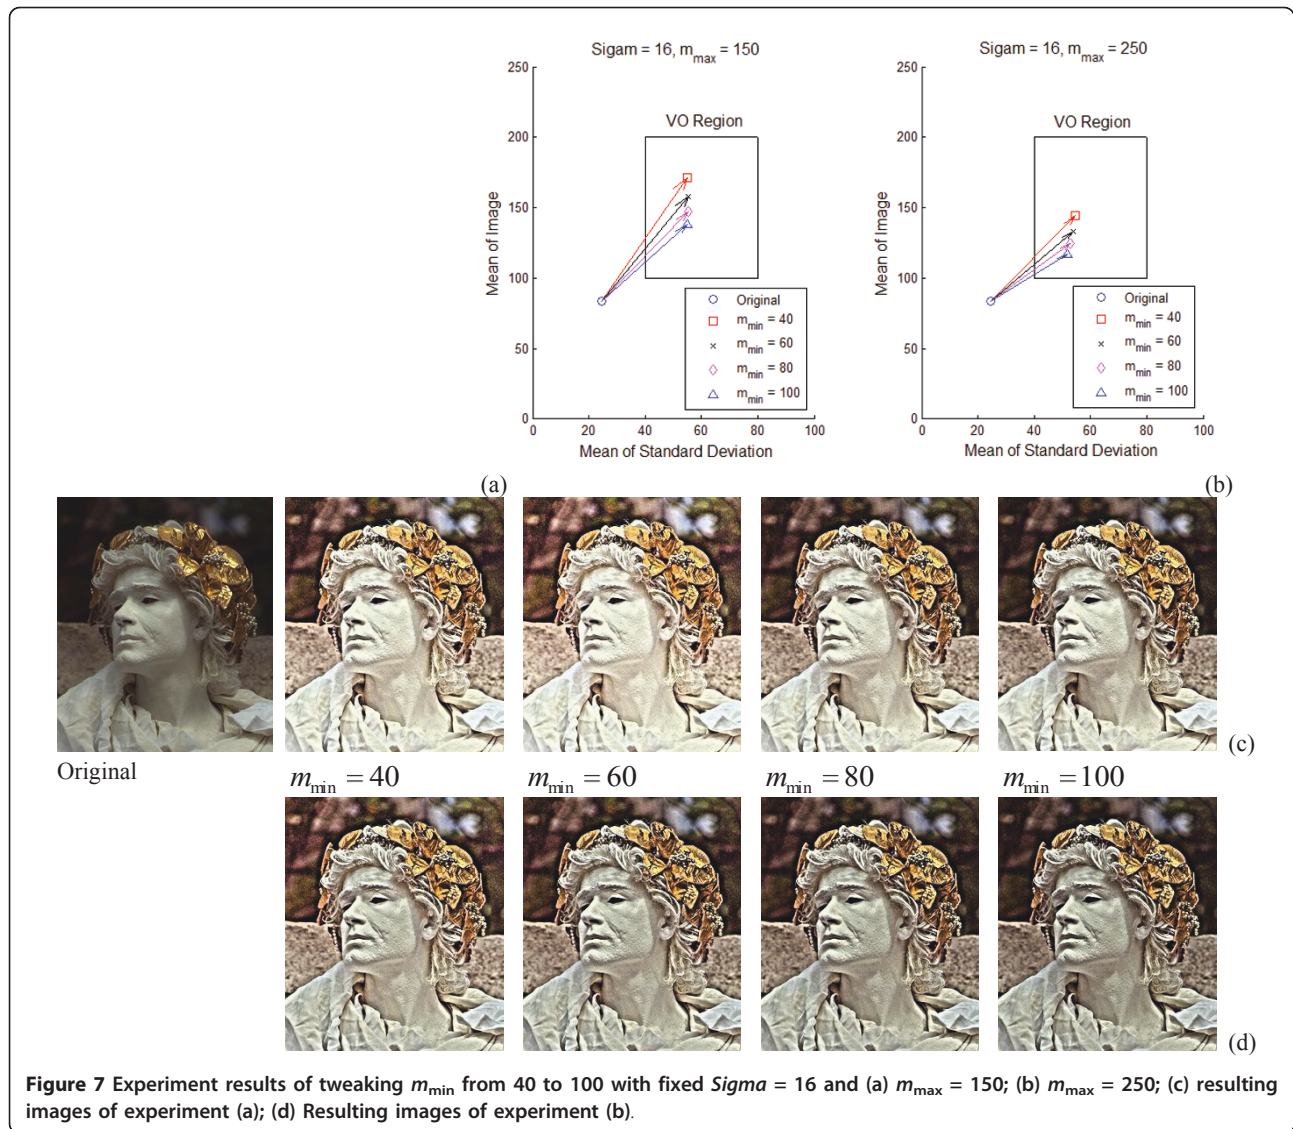 Sigam = 16, m_max = 150
250
200
150
100
50
0
Mean of Image
VO Region
Original
m_min = 40
m_min = 60
m_min = 80
m_min = 100
0 20 40 60 80 100
Mean of Standard Deviation
(a)
Sigam = 16, m_max = 250
250
200
150
100
50
0
Mean of Image
VO Region
Original
m_min = 40
m_min = 60
m_min = 80
m_min = 100
0 20 40 60 80 100
Mean of Standard Deviation
(b)
(c)
Original
m_min = 40
m_min = 60
m_min = 80
m_min = 100
(d)
Figure 7 Experiment results of tweaking m_min from 40 to 100 with fixed Sigma = 16 and (a) m_max = 150; (b) m_max = 250; (c) resulting
images of experiment (a); (d) Resulting images of experiment (b).